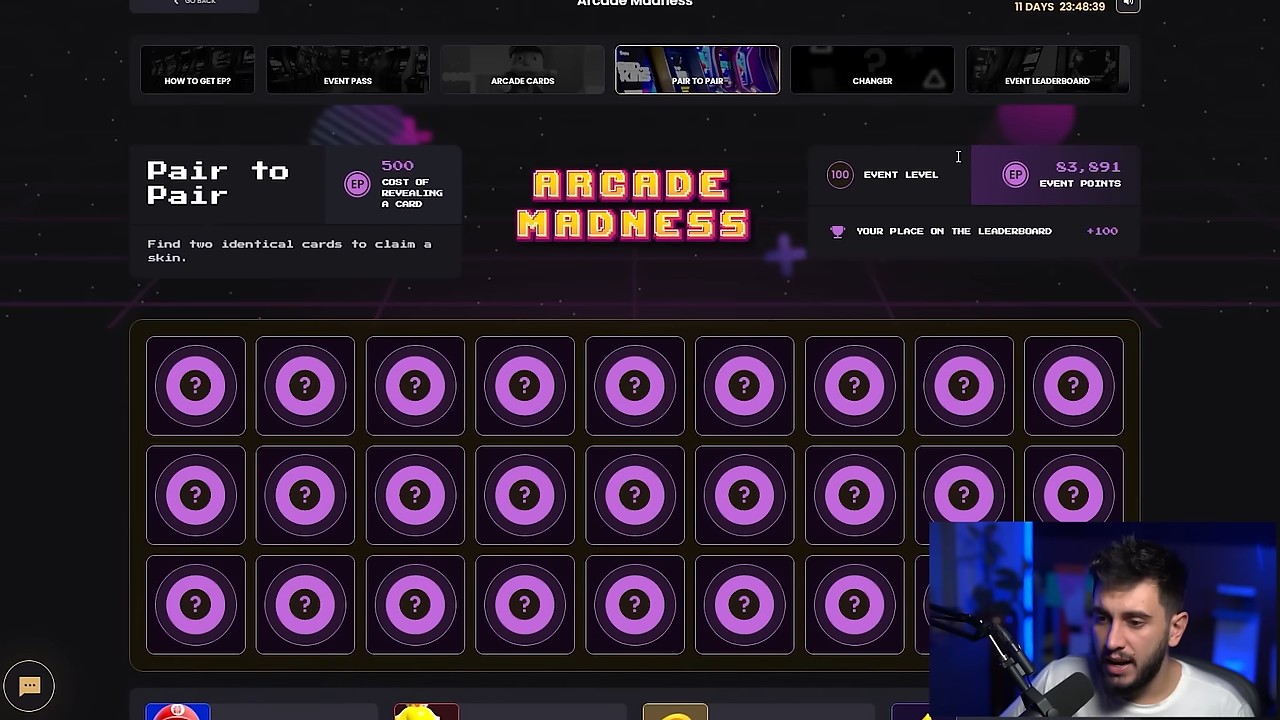 GO BACK
Arcade Madness
11 DAYS 23:48:39
HOW TO GET EP?
EVENT PASS
ARCADE CARDS
PAIR TO PAIR
CHANGER
EVENT LEADERBOARD
Pair to
Pair
EP
500
COST OF
REVEALING
A CARD
Find two identical cards to claim a
skin.
ARCADE
MADNESS
100
EVENT LEVEL
EP
83,891
EVENT POINTS
YOUR PLACE ON THE LEADERBOARD
+100
? ? ? ? ? ? ? ? ?
? ? ? ? ? ? ? ? ?
? ? ? ? ? ? ?